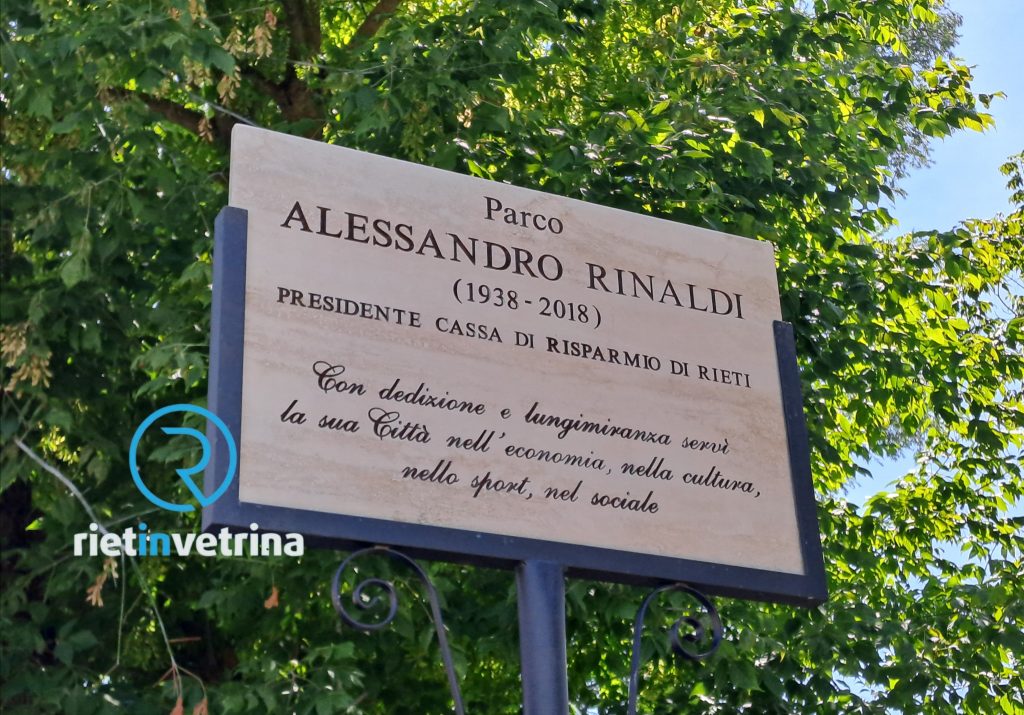 Parco
ALESSANDRO RINALDI
(1938-2018)
PRESIDENTE CASSA DI RISPARMIO DI RIETI
Con dedizione e lungimiranza servì
la sua Città nell'economia, nella cultura,
nello sport, nel sociale
rietinvetrina